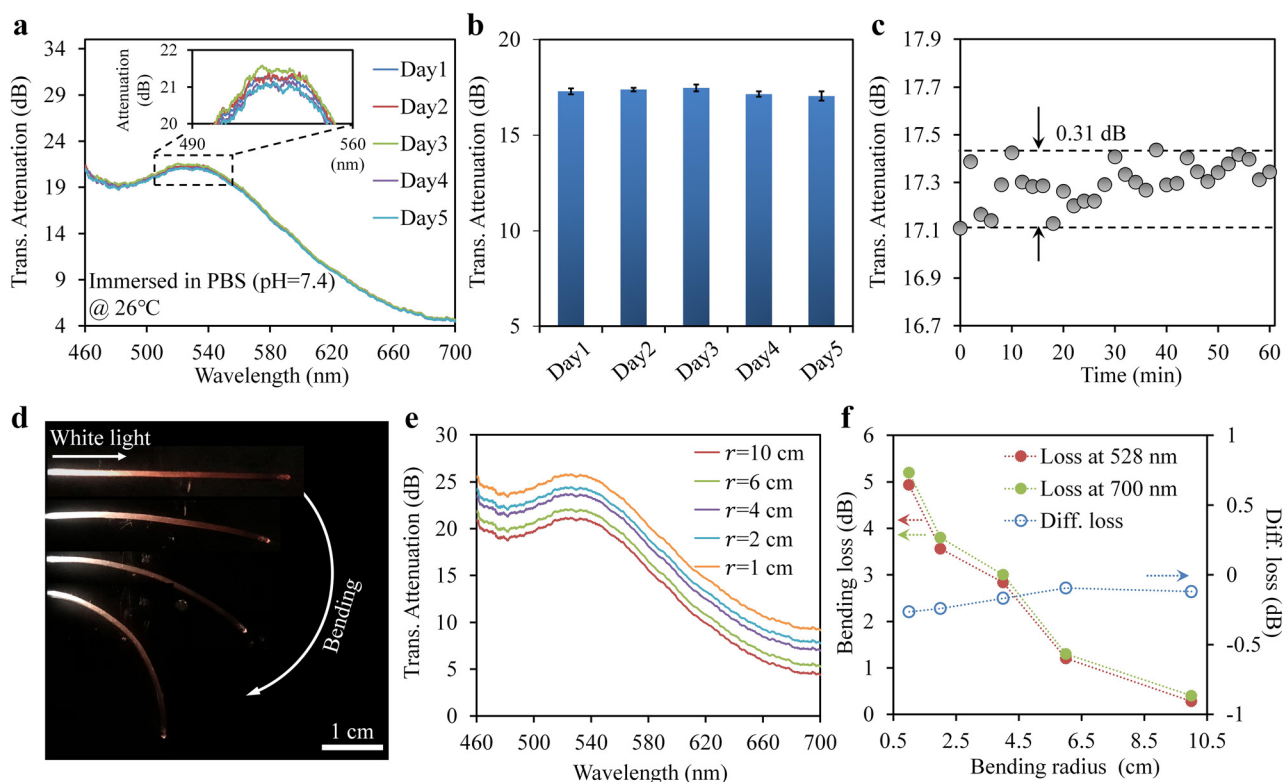 a
Trans. Attenuation (dB)
34
29
24
19
14
9
4
460
500
540
580
620
660
700
Wavelength (nm)
Attenuation
(dB)
22
21
20
490
560
(nm)
Day1
Day2
Day3
Day4
Day5
Immersed in PBS (pH=7.4)
@ 26℃
b
Trans. Attenuation (dB)
20
15
10
5
Day1
Day2
Day3
Day4
Day5
c
Trans. Attenuation (dB)
17.9
17.7
17.5
17.3
17.1
16.9
16.7
0.31 dB
0
10
20
30
40
50
60
Time (min)
d
White light
Bending
1 cm
e
Trans. Attenuation (dB)
30
25
20
15
10
5
0
r=10 cm
r=6 cm
r=4 cm
r=2 cm
r=1 cm
460
500
540
580
620
660
700
Wavelength (nm)
f
Bending loss (dB)
6
5
4
3
2
1
0
Loss at 528 nm
Loss at 700 nm
Diff. loss
1
0.5
0
-0.5
-1
Diff. loss (dB)
0.5
2.5
4.5
6.5
8.5
10.5
Bending radius (cm)